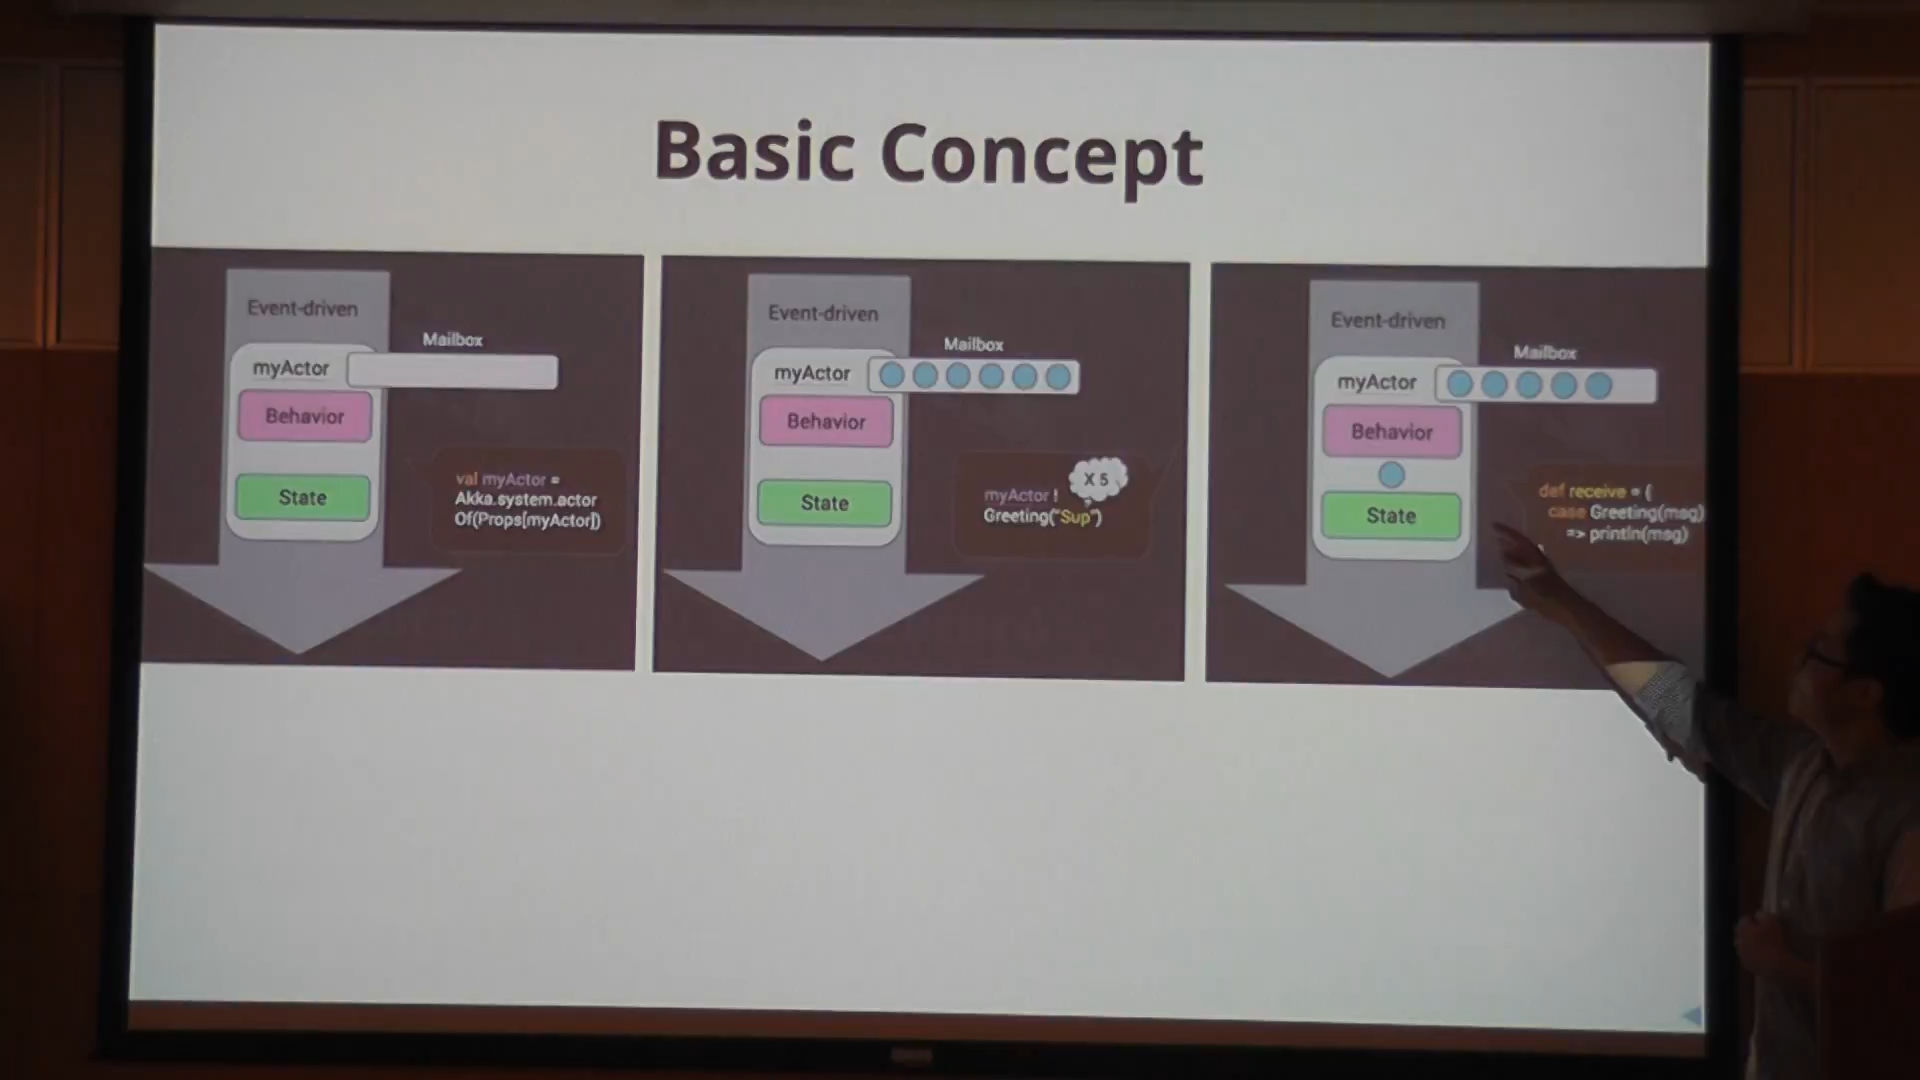 Basic Concept
Event-driven
Mailbox
myActor
Behavior
State
val myActor =
Akka.system.actor
Of(Props[myActor])
Event-driven
Mailbox
myActor
Behavior
State
X 5
myActor !
Greeting("Sup")
Event-driven
Mailbox
myActor
Behavior
State
def receive = {
case Greeting(msg)
=> println(msg)